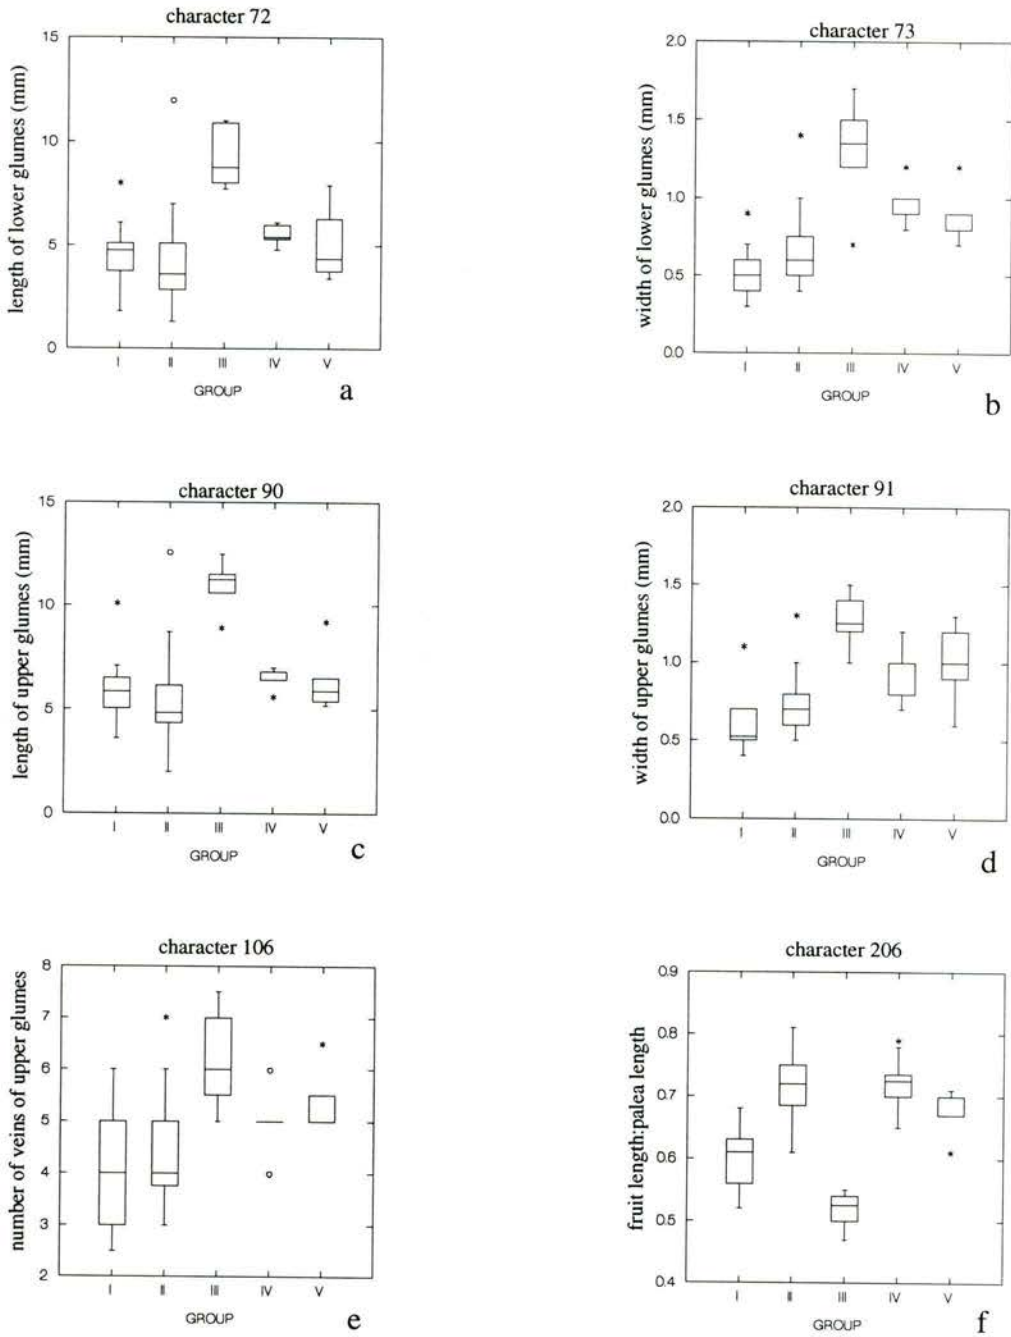 character 72
length of lower glumes (mm)
15
10
5
0
I II III IV V
GROUP
a
character 73
width of lower glumes (mm)
2.0
1.5
1.0
0.5
0.0
I II III IV V
GROUP
b
character 90
length of upper glumes (mm)
15
10
5
0
I II III IV V
GROUP
c
character 91
width of upper glumes (mm)
2.0
1.5
1.0
0.5
0.0
I II III IV V
GROUP
d
character 106
number of veins of upper glumes
8
7
6
5
4
3
2
I II III IV V
GROUP
e
character 206
fruit length:palea length
0.9
0.8
0.7
0.6
0.5
0.4
I II III IV V
GROUP
f